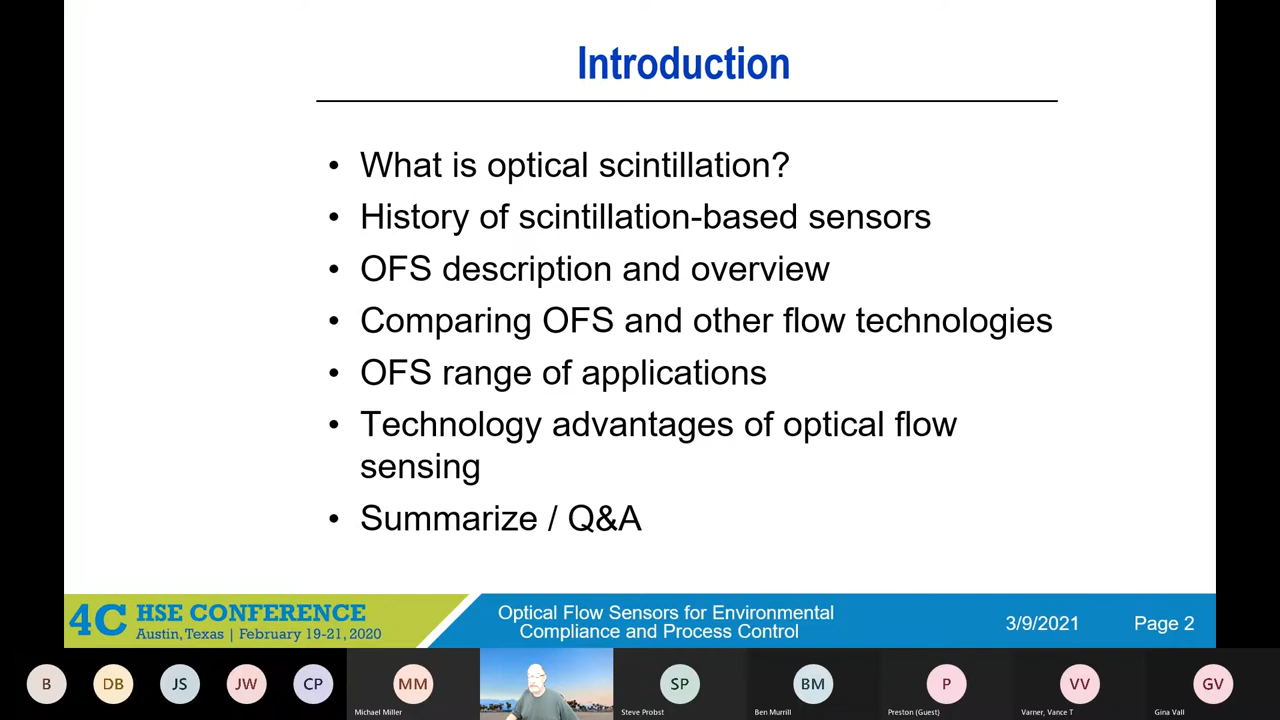 Introduction
• What is optical scintillation?
• History of scintillation-based sensors
• OFS description and overview
• Comparing OFS and other flow technologies
• OFS range of applications
• Technology advantages of optical flow
sensing
• Summarize / Q&A
4C HSE CONFERENCE
Austin, Texas | February 19-21, 2020
Optical Flow Sensors for Environmental
Compliance and Process Control
3/9/2021
Page 2
B
DB
JS
JW
CP
MM
Michael Miller
SP
Steve Probst
BM
Ben Murrill
P
Preston (Guest)
VV
Varner, Vance T
GV
Gina Vall